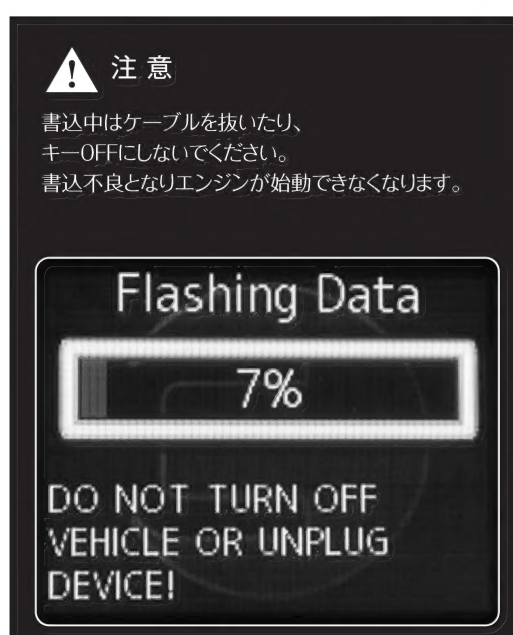 注意
書込中はケーブルを抜いたり、
キーOFFにしないでください。
書込不良となりエンジンが始動できなくなります。
Flashing Data
7%
DO NOT TURN OFF
VEHICLE OR UNPLUG
DEVICE!